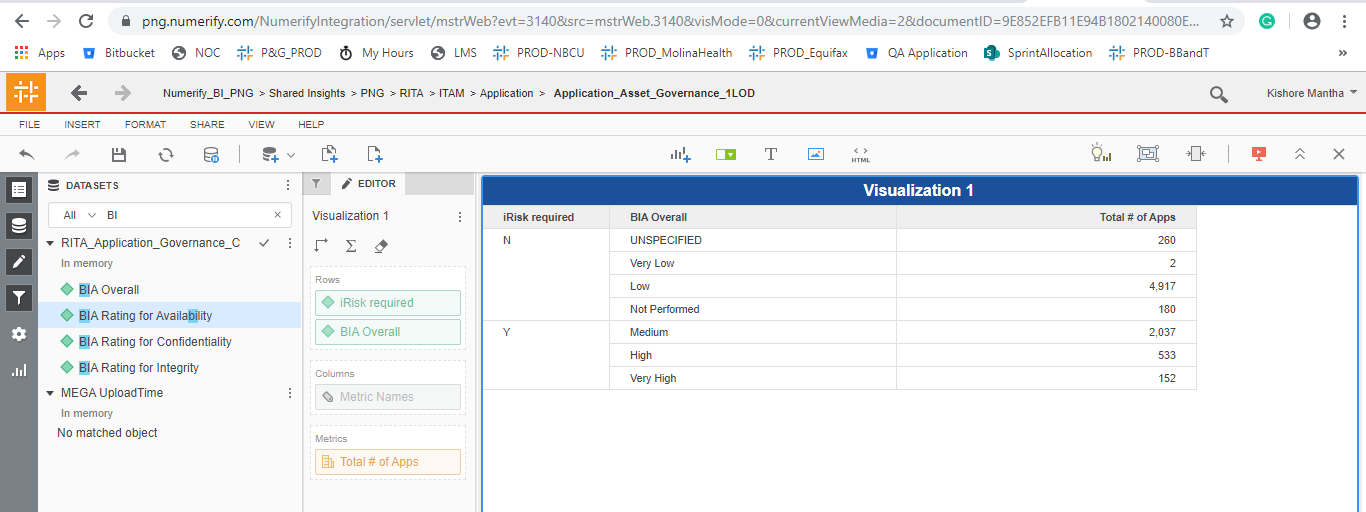 png.numerify.com/NumerifyIntegration/servlet/mstrWeb?evt=3140&src=mstrWeb.3140&visMode=0&currentViewMedia=2&documentID=9E852EFB11E94B1802140080E...
Apps Bitbucket NOC P&G_PROD My Hours LMS PROD-NBCU PROD_MolinaHealth PROD_Equifax QA Application SprintAllocation PROD-BBandT »
Numerify_BI_PNG > Shared Insights > PNG > RITA > ITAM > Application > Application_Asset_Governance_1LOD Kishore Mantha
FILE INSERT FORMAT SHARE VIEW HELP
HTML
DATASETS
All BI
RITA_Application_Governance_C
In memory
BIA Overall
BIA Rating for Availability
BIA Rating for Confidentiality
BIA Rating for Integrity
MEGA UploadTime
In memory
No matched object
EDITOR
Visualization 1
Rows
iRisk required
BIA Overall
Columns
Metric Names
Metrics
Total # of Apps
Visualization 1
iRisk required BIA Overall Total # of Apps
N UNSPECIFIED 260
Very Low 2
Low 4,917
Not Performed 180
Y Medium 2,037
High 533
Very High 152